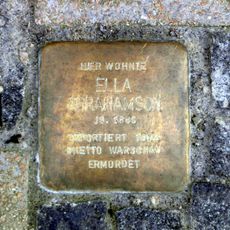 HIER WOHNTE
ELLA
ABRAHAMSON
JG.
DEPORTIERT
GHETTO WARSCHAU
ERMORDET